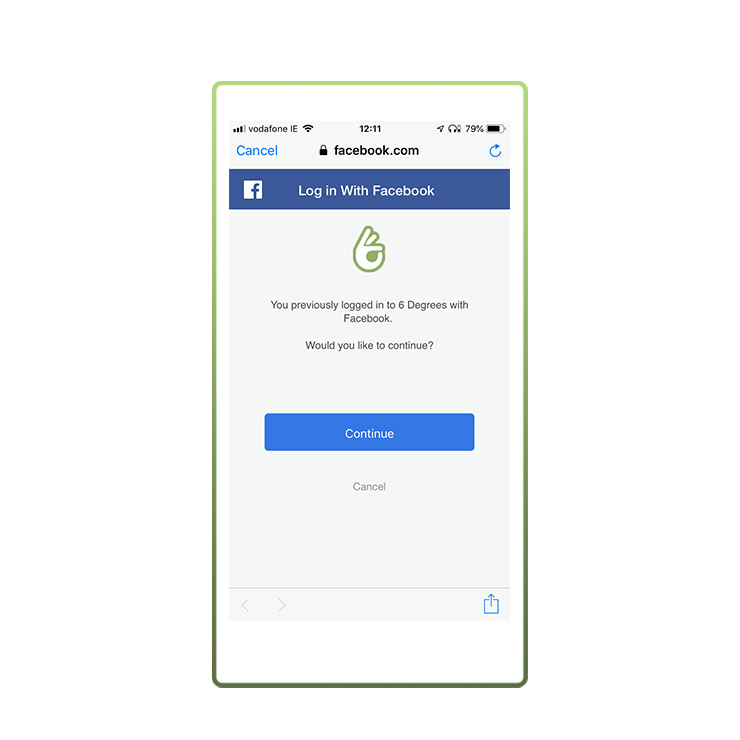 vodafone IE 12:11 79%
Cancel facebook.com
Log in With Facebook
You previously logged in to 6 Degrees with
Facebook.
Would you like to continue?
Continue
Cancel